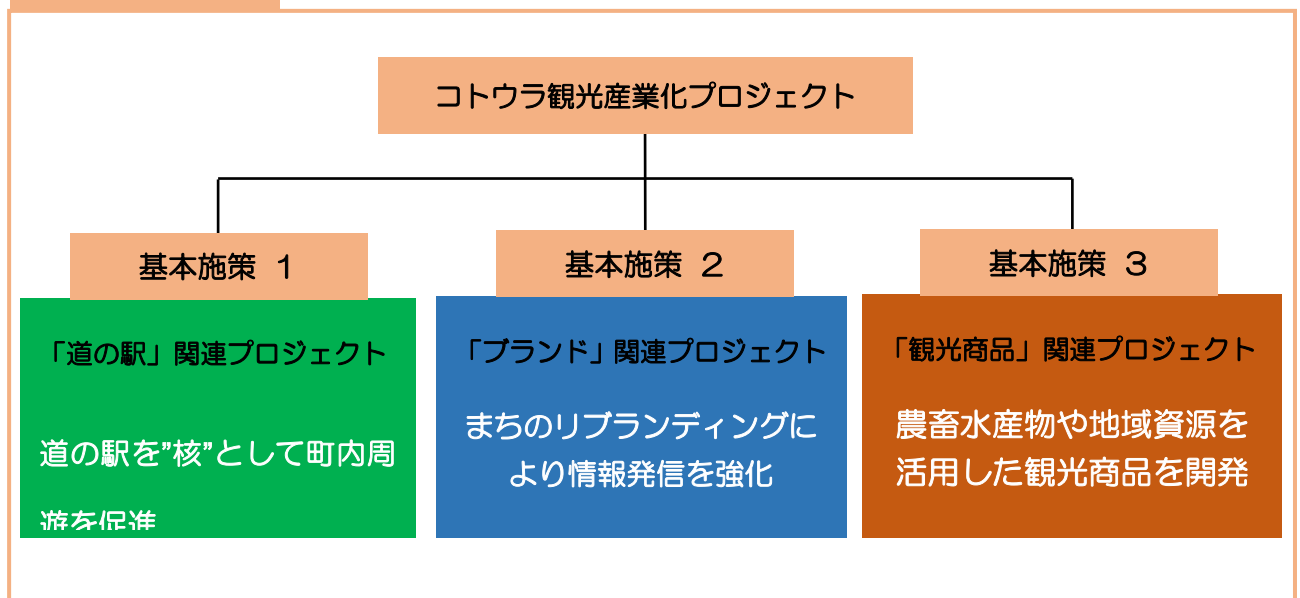 コトウラ観光産業化プロジェクト
基本施策 1
「道の駅」関連プロジェクト
道の駅を”核”として町内周
遊を促進
基本施策 2
「ブランド」関連プロジェクト
まちのリブランディングに
より情報発信を強化
基本施策 3
「観光商品」関連プロジェクト
農畜水産物や地域資源を
活用した観光商品を開発